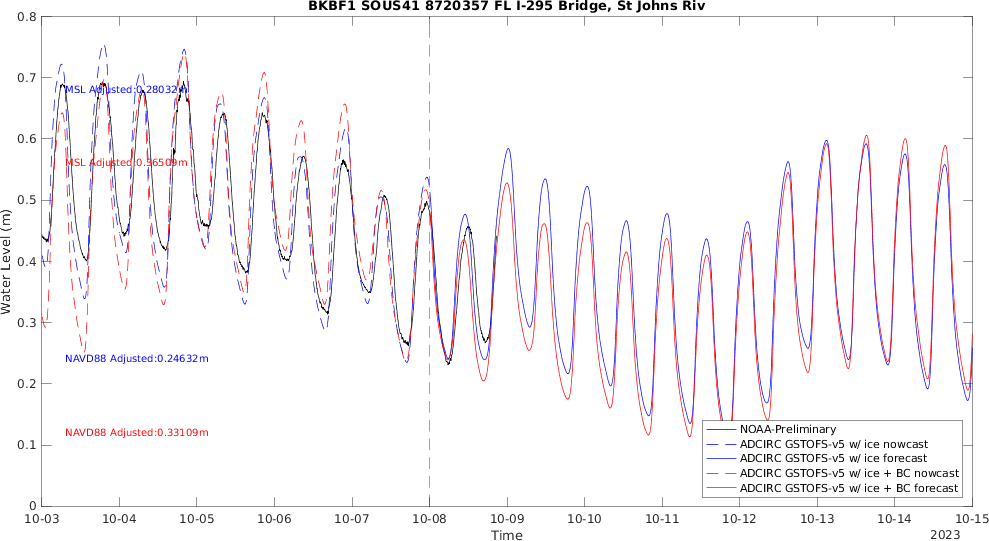 BKBF1 SOUS41 8720357 FL I-295 Bridge, St Johns Riv
0.8
0.7
0.6
0.5
0.4
0.3
0.2
0.1
0
Water Level (m)
MSL Adjusted:0.28032m
MSL Adjusted:0.36509m
NAVD88 Adjusted:0.24632m
NAVD88 Adjusted:0.33109m
NOAA-Preliminary
ADCIRC GSTOFS-v5 w/ ice nowcast
ADCIRC GSTOFS-v5 w/ ice forecast
ADCIRC GSTOFS-v5 w/ ice + BC nowcast
ADCIRC GSTOFS-v5 w/ ice + BC forecast
10-03 10-04 10-05 10-06 10-07 10-08 10-09 10-10 10-11 10-12 10-13 10-14 10-15
Time
2023